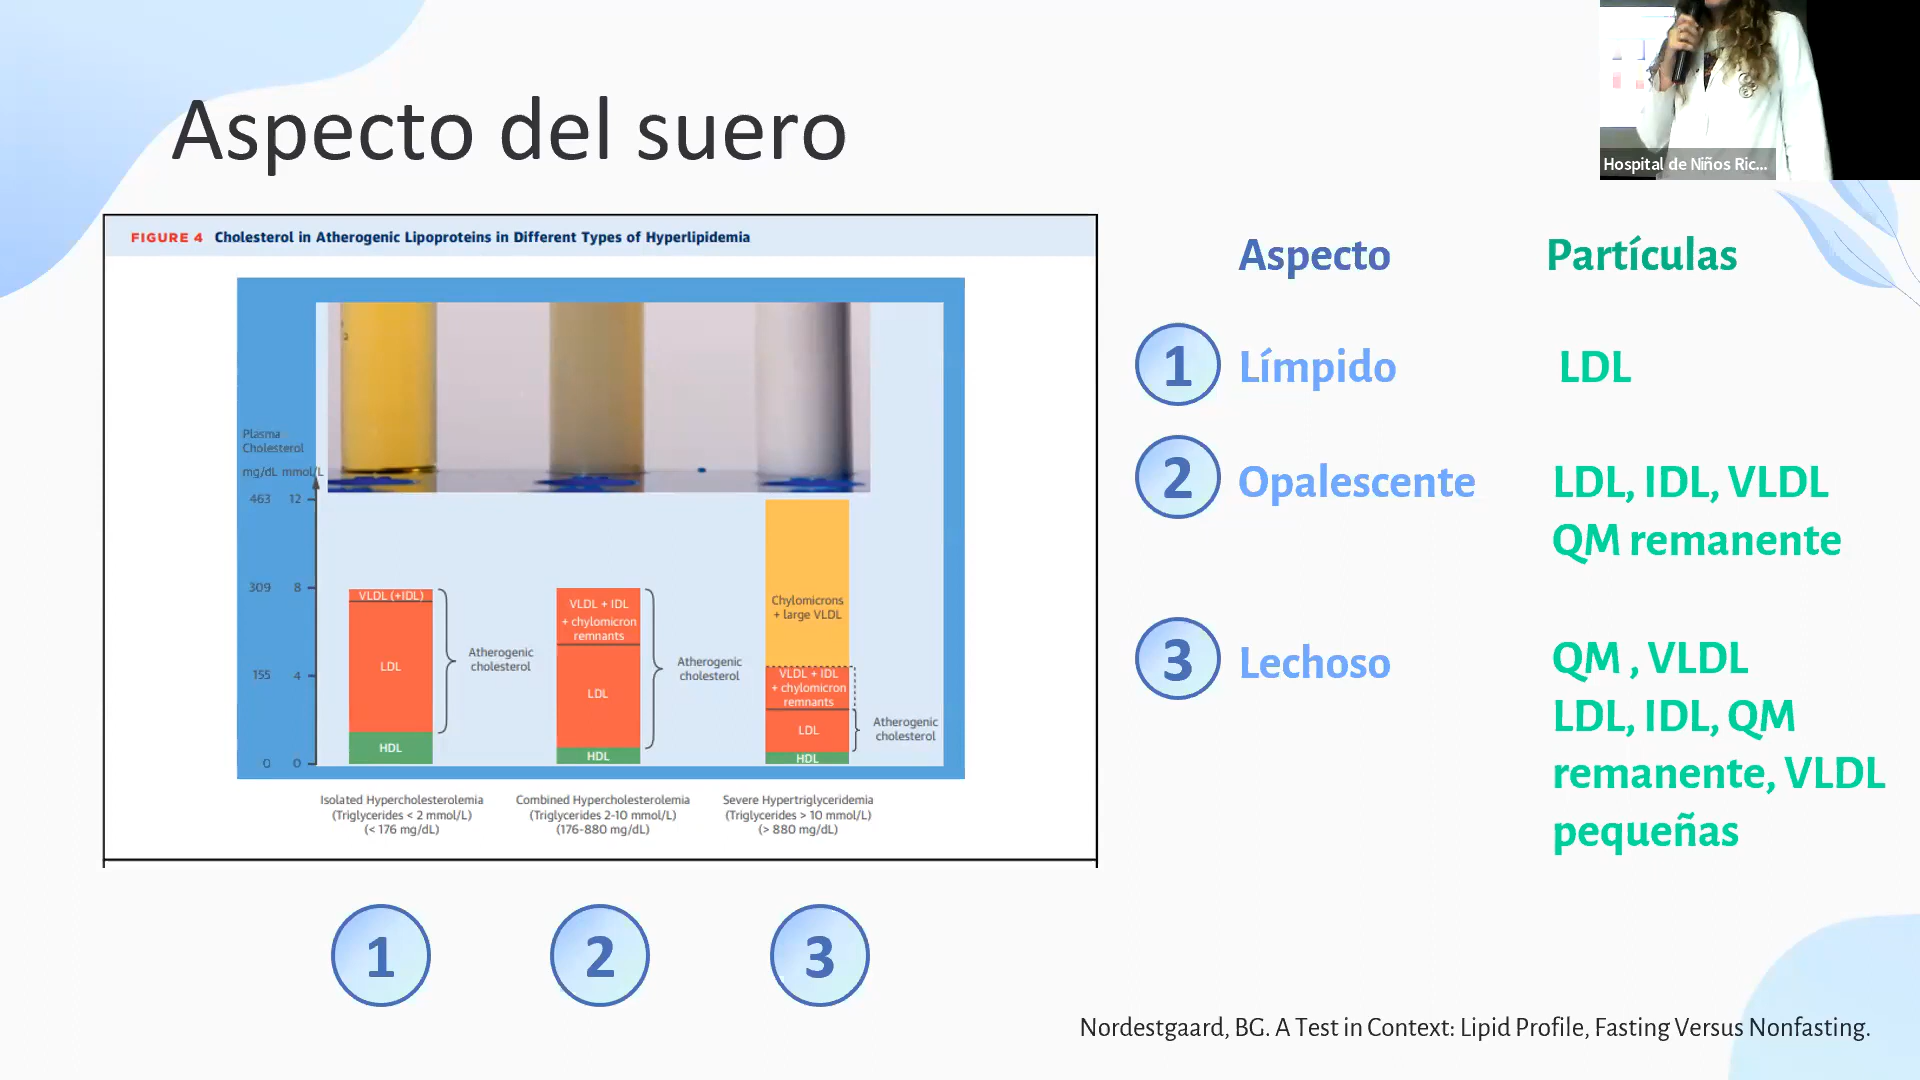 Aspecto del suero
Hospital de Niños Ric...
FIGURE 4 Cholesterol in Atherogenic Lipoproteins in Different Types of Hyperlipidemia
Plasma
Cholesterol
mg/dL mmol/L
463 12
309 8
155 4
0 0
VLDL (+IDL)
LDL
HDL
Atherogenic
cholesterol
VLDL + IDL
+ chylomicron
remnants
LDL
HDL
Atherogenic
cholesterol
Chylomicrons
+ large VLDL
VLDL + IDL
+ chylomicron
remnants
LDL
HDL
Atherogenic
cholesterol
Isolated Hypercholesterolemia
(Triglycerides < 2 mmol/L)
(< 176 mg/dL)
Combined Hypercholesterolemia
(Triglycerides 2-10 mmol/L)
(176-880 mg/dL)
Severe Hypertriglyceridemia
(Triglycerides > 10 mmol/L)
(> 880 mg/dL)
1 2 3
Aspecto Partículas
1 Límpido LDL
2 Opalescente LDL, IDL, VLDL
QM remanente
3 Lechoso QM , VLDL
LDL, IDL, QM
remanente, VLDL
pequeñas
Nordestgaard, BG. A Test in Context: Lipid Profile, Fasting Versus Nonfasting.